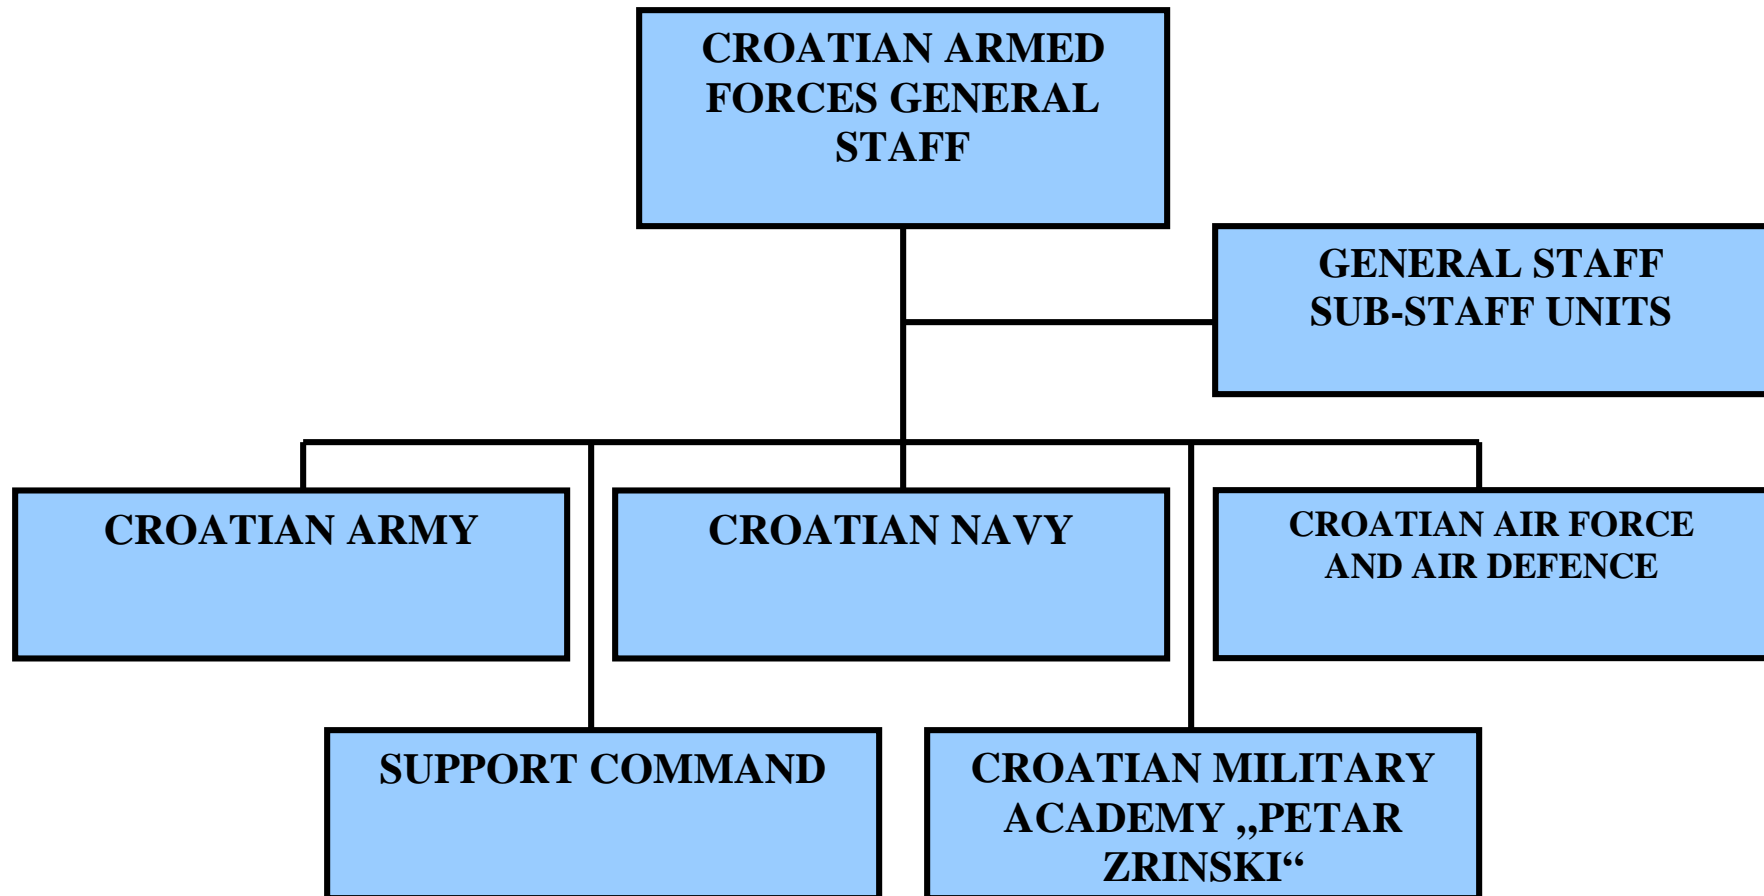 CROATIAN ARMED
FORCES GENERAL
STAFF
GENERAL STAFF
SUB-STAFF UNITS
CROATIAN ARMY
CROATIAN NAVY
CROATIAN AIR FORCE
AND AIR DEFENCE
SUPPORT COMMAND
CROATIAN MILITARY
ACADEMY „PETAR
ZRINSKI“